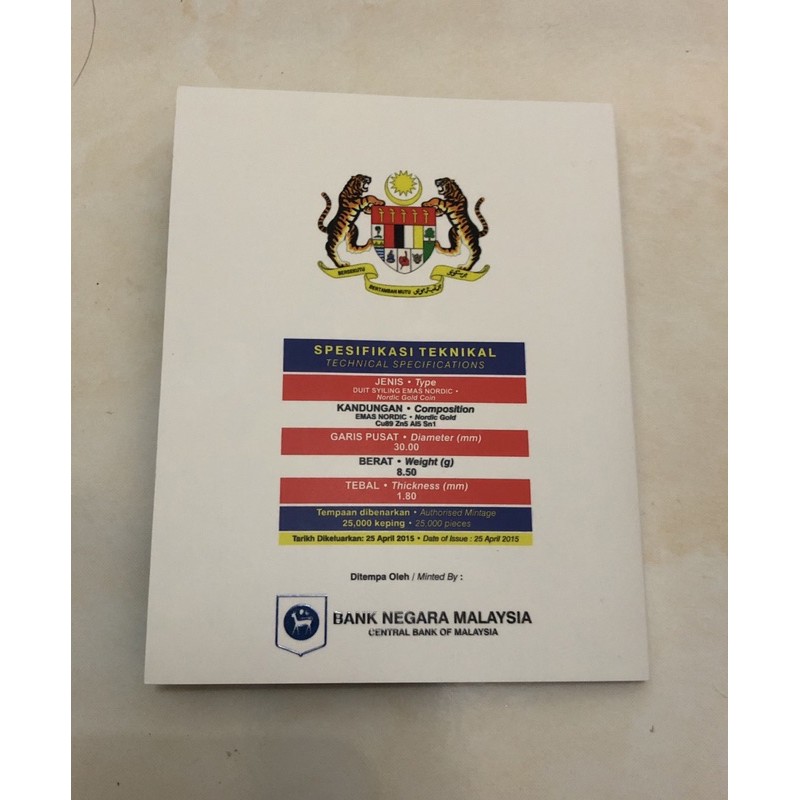 BERSEKUTU
BERTAMBAH MUTU
SPESIFIKASI TEKNIKAL
TECHNICAL SPECIFICATIONS
JENIS • Type
DUIT SYILING EMAS NORDIC •
Nordic Gold Coin
KANDUNGAN • Composition
EMAS NORDIC • Nordic Gold
Cu89 Zn5 Al5 Sn1
GARIS PUSAT • Diameter (mm)
30.00
BERAT • Weight (g)
8.50
TEBAL • Thickness (mm)
1.80
Tempaan dibenarkan • Authorised Mintage
25,000 keping • 25,000 pieces
Tarikh Dikeluarkan: 25 April 2015 • Date of Issue : 25 April 2015
Ditempa Oleh / Minted By :
BANK NEGARA MALAYSIA
CENTRAL BANK OF MALAYSIA